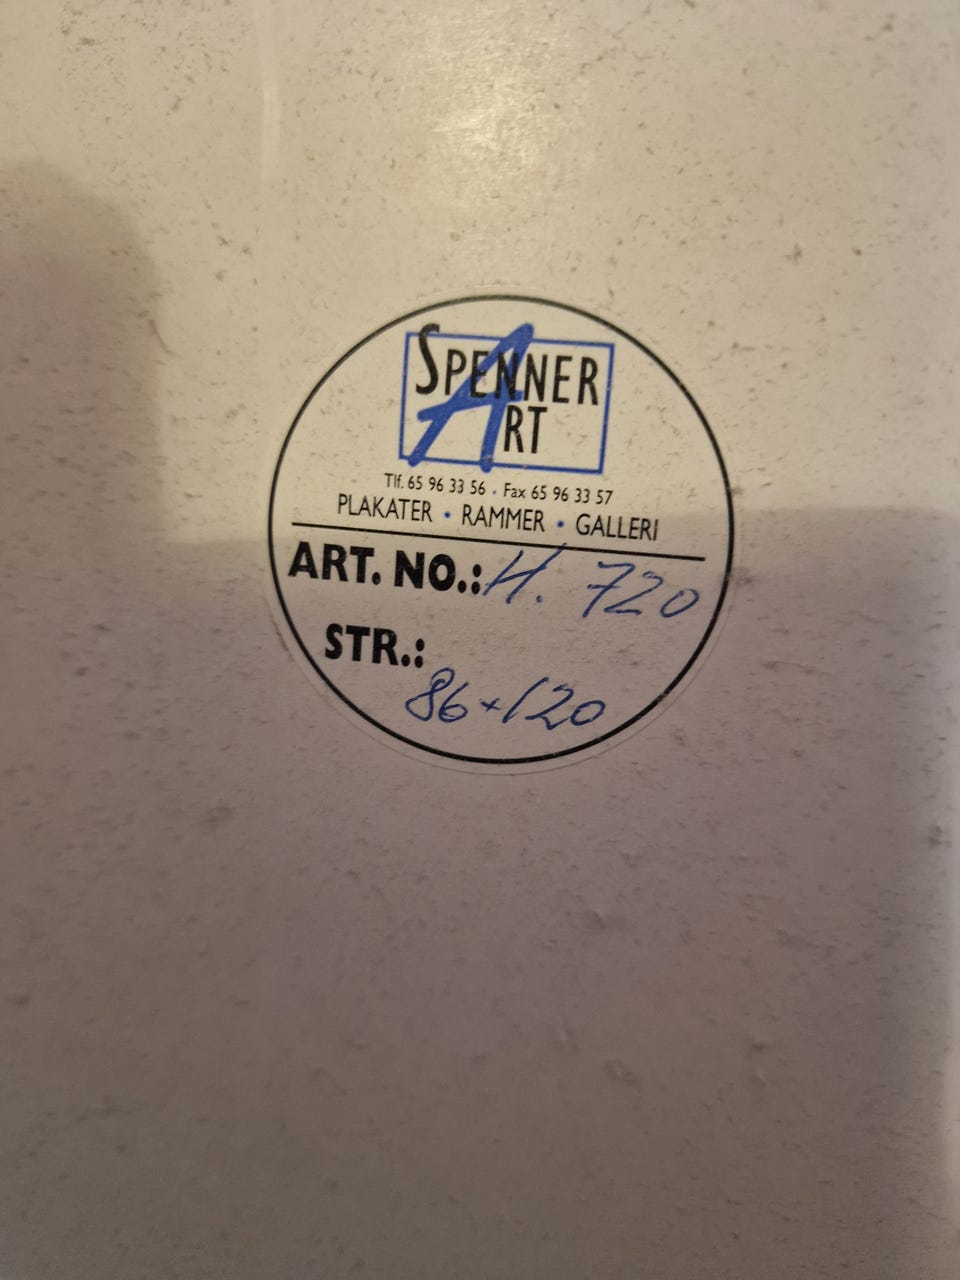 SPENNER
ART
Tlf. 65 96 33 56 · Fax 65 96 33 57
PLAKATER · RAMMER · GALLERI
ART. NO.: H. 720
STR.:
86×120